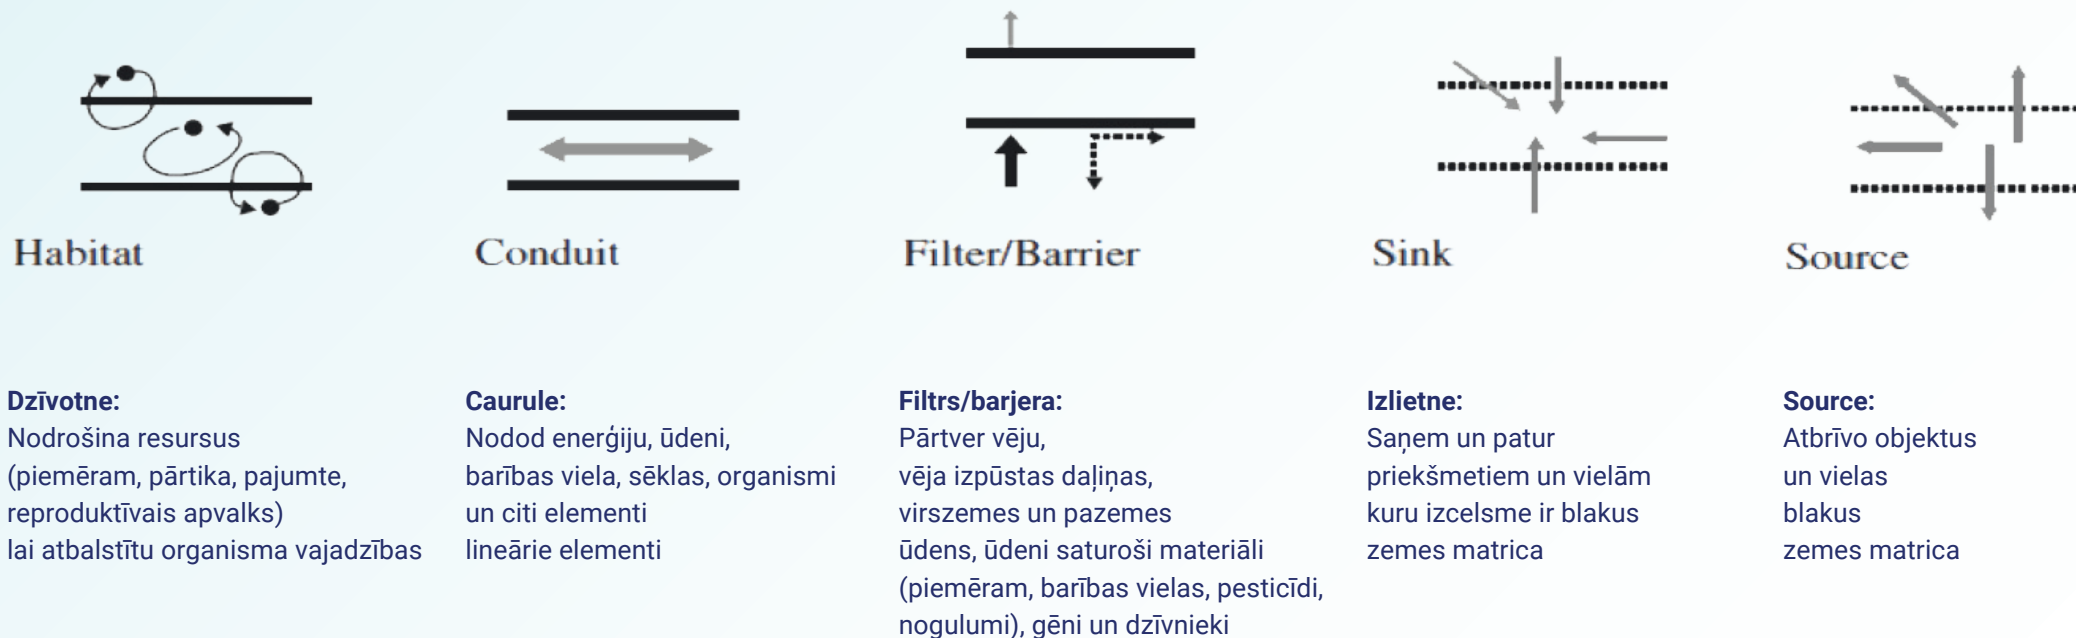 Habitat
Conduit
Filter/Barrier
Sink
Source
Dzīvotne:
Nodrošina resursus
(piemēram, pārtika, pajumte,
reproduktīvais apvalks)
lai atbalstītu organisma vajadzības
Caurule:
Nodod enerģiju, ūdeni,
barības viela, sēklas, organismi
un citi elementi
lineārie elementi
Filtrs/barjera:
Pārtver vēju,
vēja izpūstas daļiņas,
virszemes un pazemes
ūdens, ūdeni saturoši materiāli
(piemēram, barības vielas, pesticīdi,
nogulumi), gēni un dzīvnieki
Izlietne:
Saņem un patur
priekšmetiem un vielām
kuru izcelsme ir blakus
zemes matrica
Source:
Atbrīvo objektus
un vielas
blakus
zemes matrica